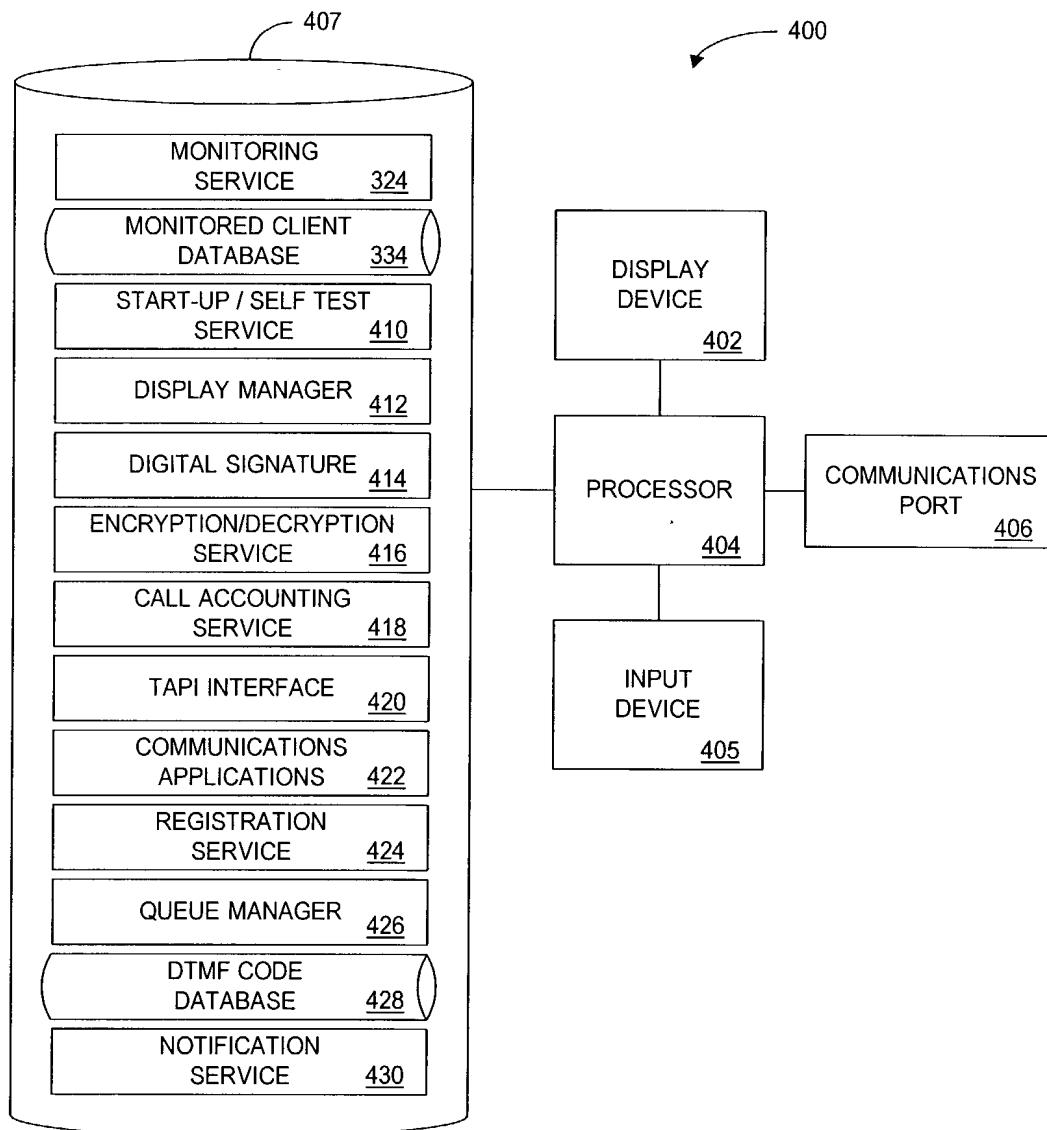 407
400
MONITORING
SERVICE 324
MONITORED CLIENT
DATABASE 334
START-UP / SELF TEST
SERVICE 410
DISPLAY MANAGER
412
DIGITAL SIGNATURE
414
ENCRYPTION/DECRYPTION
SERVICE 416
CALL ACCOUNTING
SERVICE 418
TAPI INTERFACE
420
COMMUNICATIONS
APPLICATIONS 422
REGISTRATION
SERVICE 424
QUEUE MANAGER
426
DTMF CODE
DATABASE 428
NOTIFICATION
SERVICE 430
DISPLAY
DEVICE
402
PROCESSOR
404
COMMUNICATIONS
PORT
406
INPUT
DEVICE
405